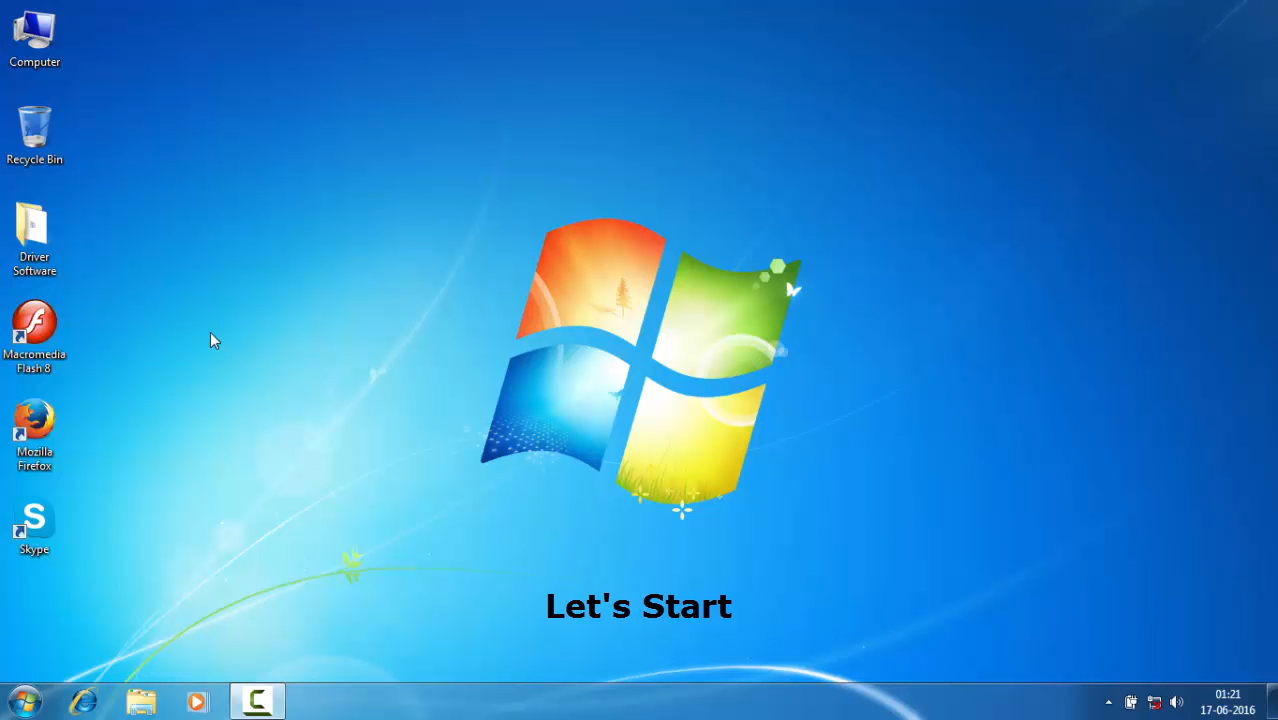 Computer
Recycle Bin
Driver
Software
Macromedia
Flash 8
Mozilla
Firefox
S
Skype
Let's Start
C
01:21
17-06-2016